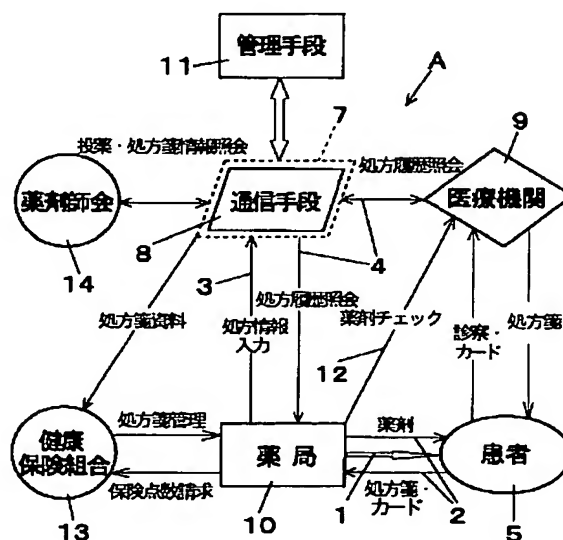 管理手段
11
A
7
9
投薬・処方箋情報照会
処方履歴照会
薬剤師会
通信手段
医療機関
14
8
3
4
処方箋資料
処方情報
入力
処方履歴照会
薬剤チェック
12
診察・
カード
処方箋
健康
保険組合
処方箋管理
保険点数請求
薬局
薬剤
処方箋・
カード
患者
13
10
1
2
5